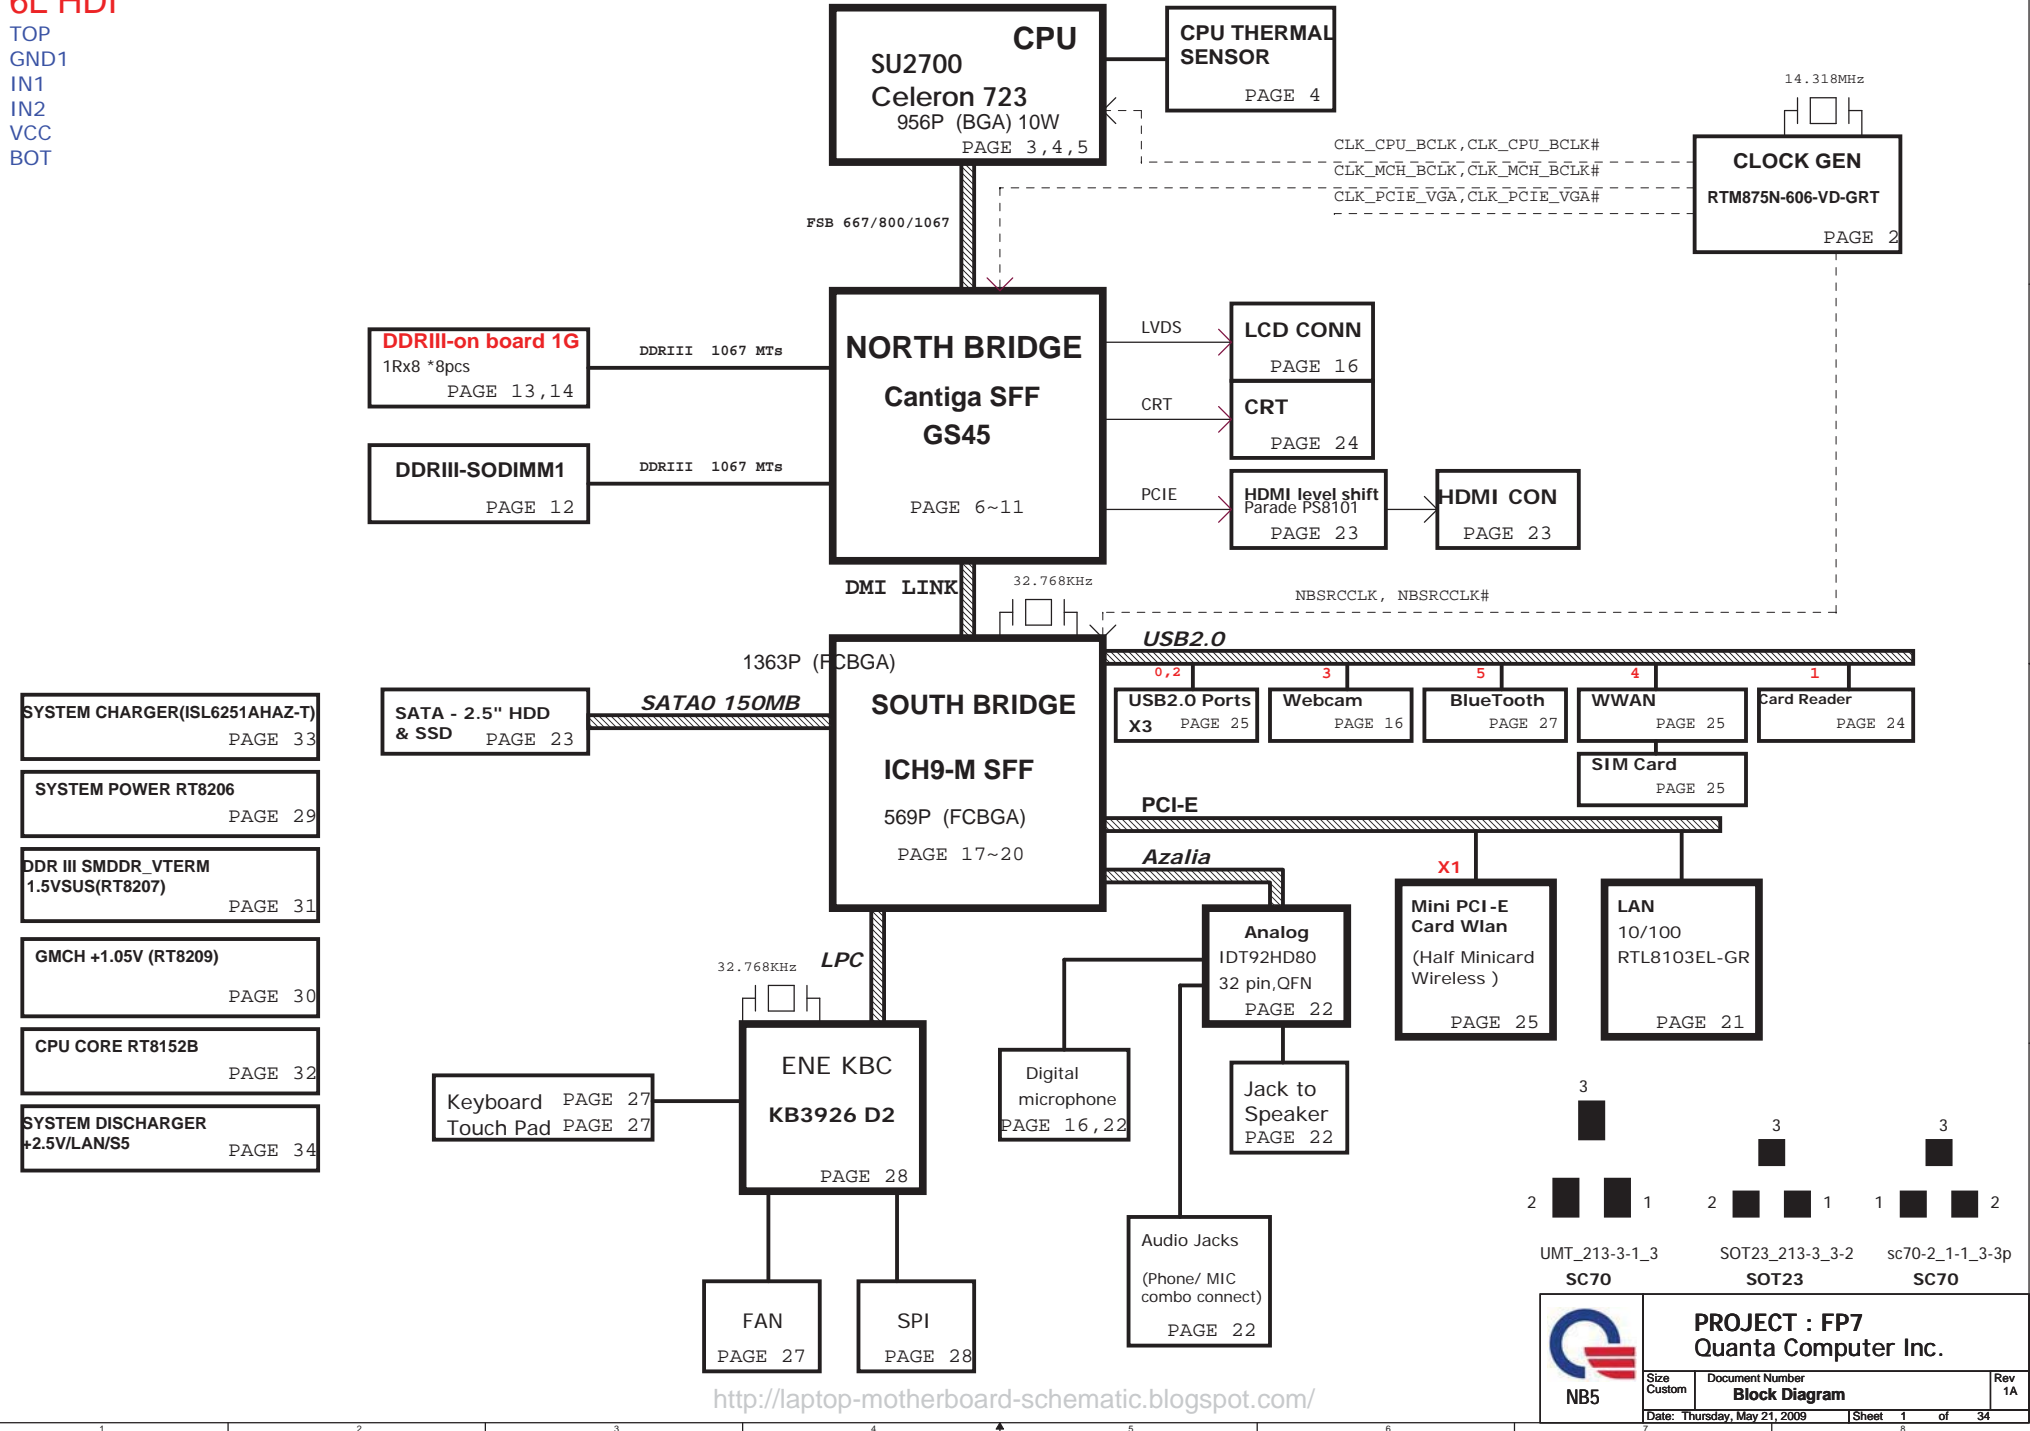 6L HDI
TOP
GND1
IN1
IN2
VCC
BOT
CPU
SU2700
Celeron 723
956P (BGA) 10W
PAGE 3,4,5
CPU THERMAL
SENSOR
PAGE 4
14.318MHz
CLOCK GEN
RTM875N-606-VD-GRT
PAGE 2
CLK_CPU_BCLK,CLK_CPU_BCLK#
CLK_MCH_BCLK,CLK_MCH_BCLK#
CLK_PCIE_VGA,CLK_PCIE_VGA#
FSB 667/800/1067
DDRIII-on board 1G
1Rx8 *8pcs
PAGE 13,14
DDRIII 1067 MTs
DDRIII-SODIMM1
PAGE 12
DDRIII 1067 MTs
NORTH BRIDGE
Cantiga SFF
GS45
PAGE 6~11
LVDS
LCD CONN
PAGE 16
CRT
CRT
PAGE 24
PCIE
HDMI level shift
Parade PS8101
PAGE 23
HDMI CON
PAGE 23
DMI LINK
32.768KHz
NBSRCCLK, NBSRCCLK#
1363P (FCBGA)
SATA - 2.5" HDD
& SSD PAGE 23
SATA0 150MB
SOUTH BRIDGE
ICH9-M SFF
569P (FCBGA)
PAGE 17~20
USB2.0
0,2
3
5
4
1
USB2.0 Ports
X3 PAGE 25
Webcam
PAGE 16
BlueTooth
PAGE 27
WWAN
PAGE 25
Card Reader
PAGE 24
SIM Card
PAGE 25
PCI-E
Azalia
X1
Mini PCI-E
Card Wlan
(Half Minicard
Wireless )
PAGE 25
LAN
10/100
RTL8103EL-GR
PAGE 21
Analog
IDT92HD80
32 pin,QFN
PAGE 22
LPC
32.768KHz
ENE KBC
KB3926 D2
PAGE 28
Keyboard PAGE 27
Touch Pad PAGE 27
Digital
microphone
PAGE 16,22
Jack to
Speaker
PAGE 22
Audio Jacks
(Phone/ MIC
combo connect)
PAGE 22
FAN
PAGE 27
SPI
PAGE 28
SYSTEM CHARGER(ISL6251AHAZ-T)
PAGE 33
SYSTEM POWER RT8206
PAGE 29
DDR III SMDDR_VTERM
1.5VSUS(RT8207)
PAGE 31
GMCH +1.05V (RT8209)
PAGE 30
CPU CORE RT8152B
PAGE 32
SYSTEM DISCHARGER
+2.5V/LAN/S5
PAGE 34
3
2 1
UMT_213-3-1_3
SC70
3
2 1
SOT23_213-3_3-2
SOT23
3
1 2
sc70-2_1-1_3-3p
SC70
NB5
PROJECT : FP7
Quanta Computer Inc.
Size
Custom
Document Number
Block Diagram
Rev
1A
Date: Thursday, May 21, 2009
Sheet 1 of 34
http://laptop-motherboard-schematic.blogspot.com/
1 2 3 4 5 6 7 8